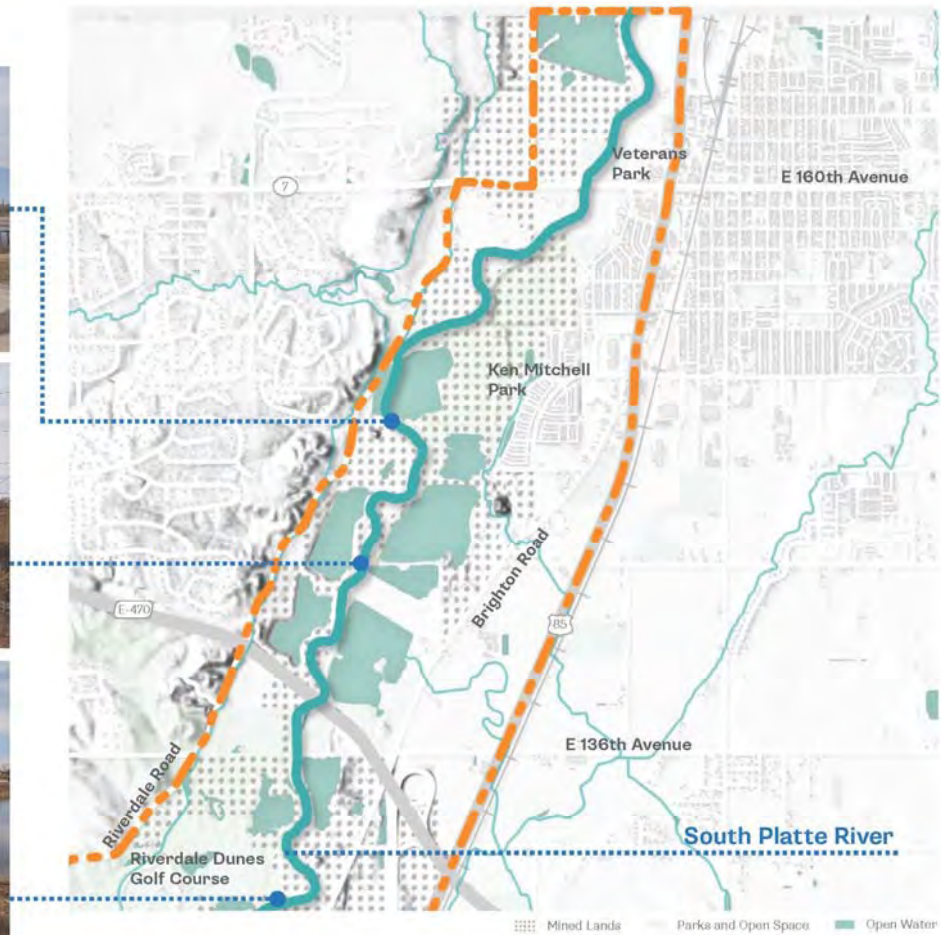 Veterans
Park
E 160th Avenue
7
Ken Mitchell
Park
Brighton Road
E-470
85
E 136th Avenue
Riverdale Road
South Platte River
Riverdale Dunes
Golf Course
Mined Lands
Parks and Open Space
Open Water